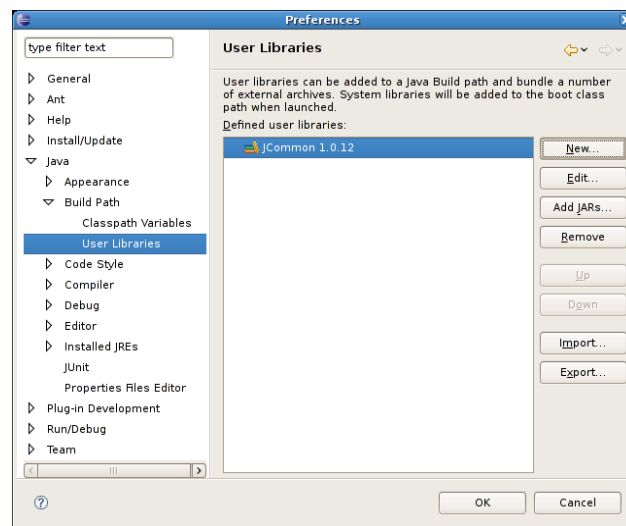 Preferences
type filter text
User Libraries
General
Ant
Help
Install/Update
Java
Appearance
Build Path
Classpath Variables
User Libraries
Code Style
Compiler
Debug
Editor
Installed JREs
JUnit
Properties Files Editor
Plug-in Development
Run/Debug
Team
User libraries can be added to a Java Build path and bundle a number
of external archives. System libraries will be added to the boot class
path when launched.
Defined user libraries:
JCommon 1.0.12
New...
Edit...
Add JARs...
Remove
Up
Down
Import...
Export...
?
OK
Cancel